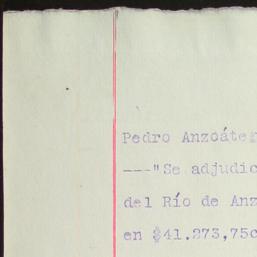 Pedro Anzoáte
---"Se adjudic
del Río de Anz
en $41.273,75c